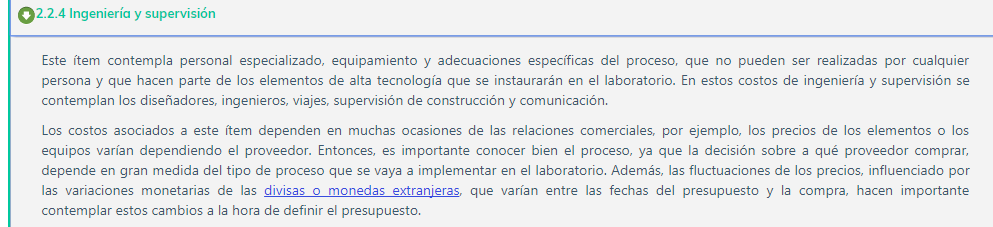 2.2.4 Ingeniería y supervisión
Este ítem contempla personal especializado, equipamiento y adecuaciones específicas del proceso, que no pueden ser realizadas por cualquier
persona y que hacen parte de los elementos de alta tecnología que se instaurarán en el laboratorio. En estos costos de ingeniería y supervisión se
contemplan los diseñadores, ingenieros, viajes, supervisión de construcción y comunicación.
Los costos asociados a este ítem dependen en muchas ocasiones de las relaciones comerciales, por ejemplo, los precios de los elementos o los
equipos varían dependiendo el proveedor. Entonces, es importante conocer bien el proceso, ya que la decisión sobre a qué proveedor comprar,
depende en gran medida del tipo de proceso que se vaya a implementar en el laboratorio. Además, las fluctuaciones de los precios, influenciado por
las variaciones monetarias de las divisas o monedas extranjeras, que varían entre las fechas del presupuesto y la compra, hacen importante
contemplar estos cambios a la hora de definir el presupuesto.